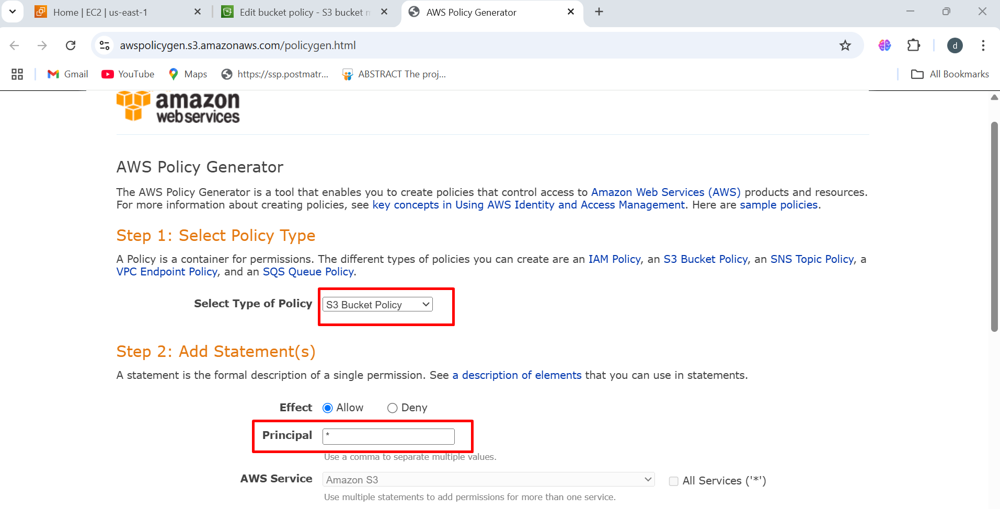 Home | EC2 | us-east-1
Edit bucket policy - S3 bucket
AWS Policy Generator
awspolicygen.s3.amazonaws.com/policygen.html
d
Gmail
YouTube
Maps
https://ssp.postmatr...
ABSTRACT The proj...
All Bookmarks
amazon
webservices
AWS Policy Generator
The AWS Policy Generator is a tool that enables you to create policies that control access to Amazon Web Services (AWS) products and resources.
For more information about creating policies, see key concepts in Using AWS Identity and Access Management. Here are sample policies.
Step 1: Select Policy Type
A Policy is a container for permissions. The different types of policies you can create are an IAM Policy, an S3 Bucket Policy, an SNS Topic Policy, a
VPC Endpoint Policy, and an SQS Queue Policy.
Select Type of Policy S3 Bucket Policy
Step 2: Add Statement(s)
A statement is the formal description of a single permission. See a description of elements that you can use in statements.
Effect Allow Deny
Principal *
Use a comma to separate multiple values.
AWS Service Amazon S3 All Services ('*')
Use multiple statements to add permissions for more than one service.